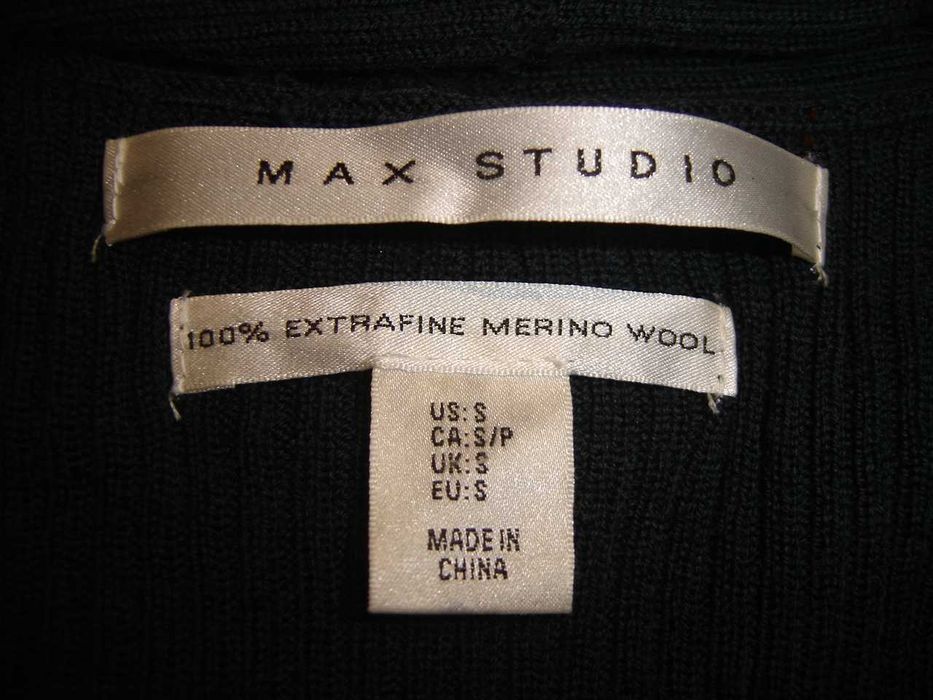 MAX STUDIO
100% EXTRAFINE MERINO WOOL
US: S
CA: S/P
UK: S
EU: S
MADE IN
CHINA